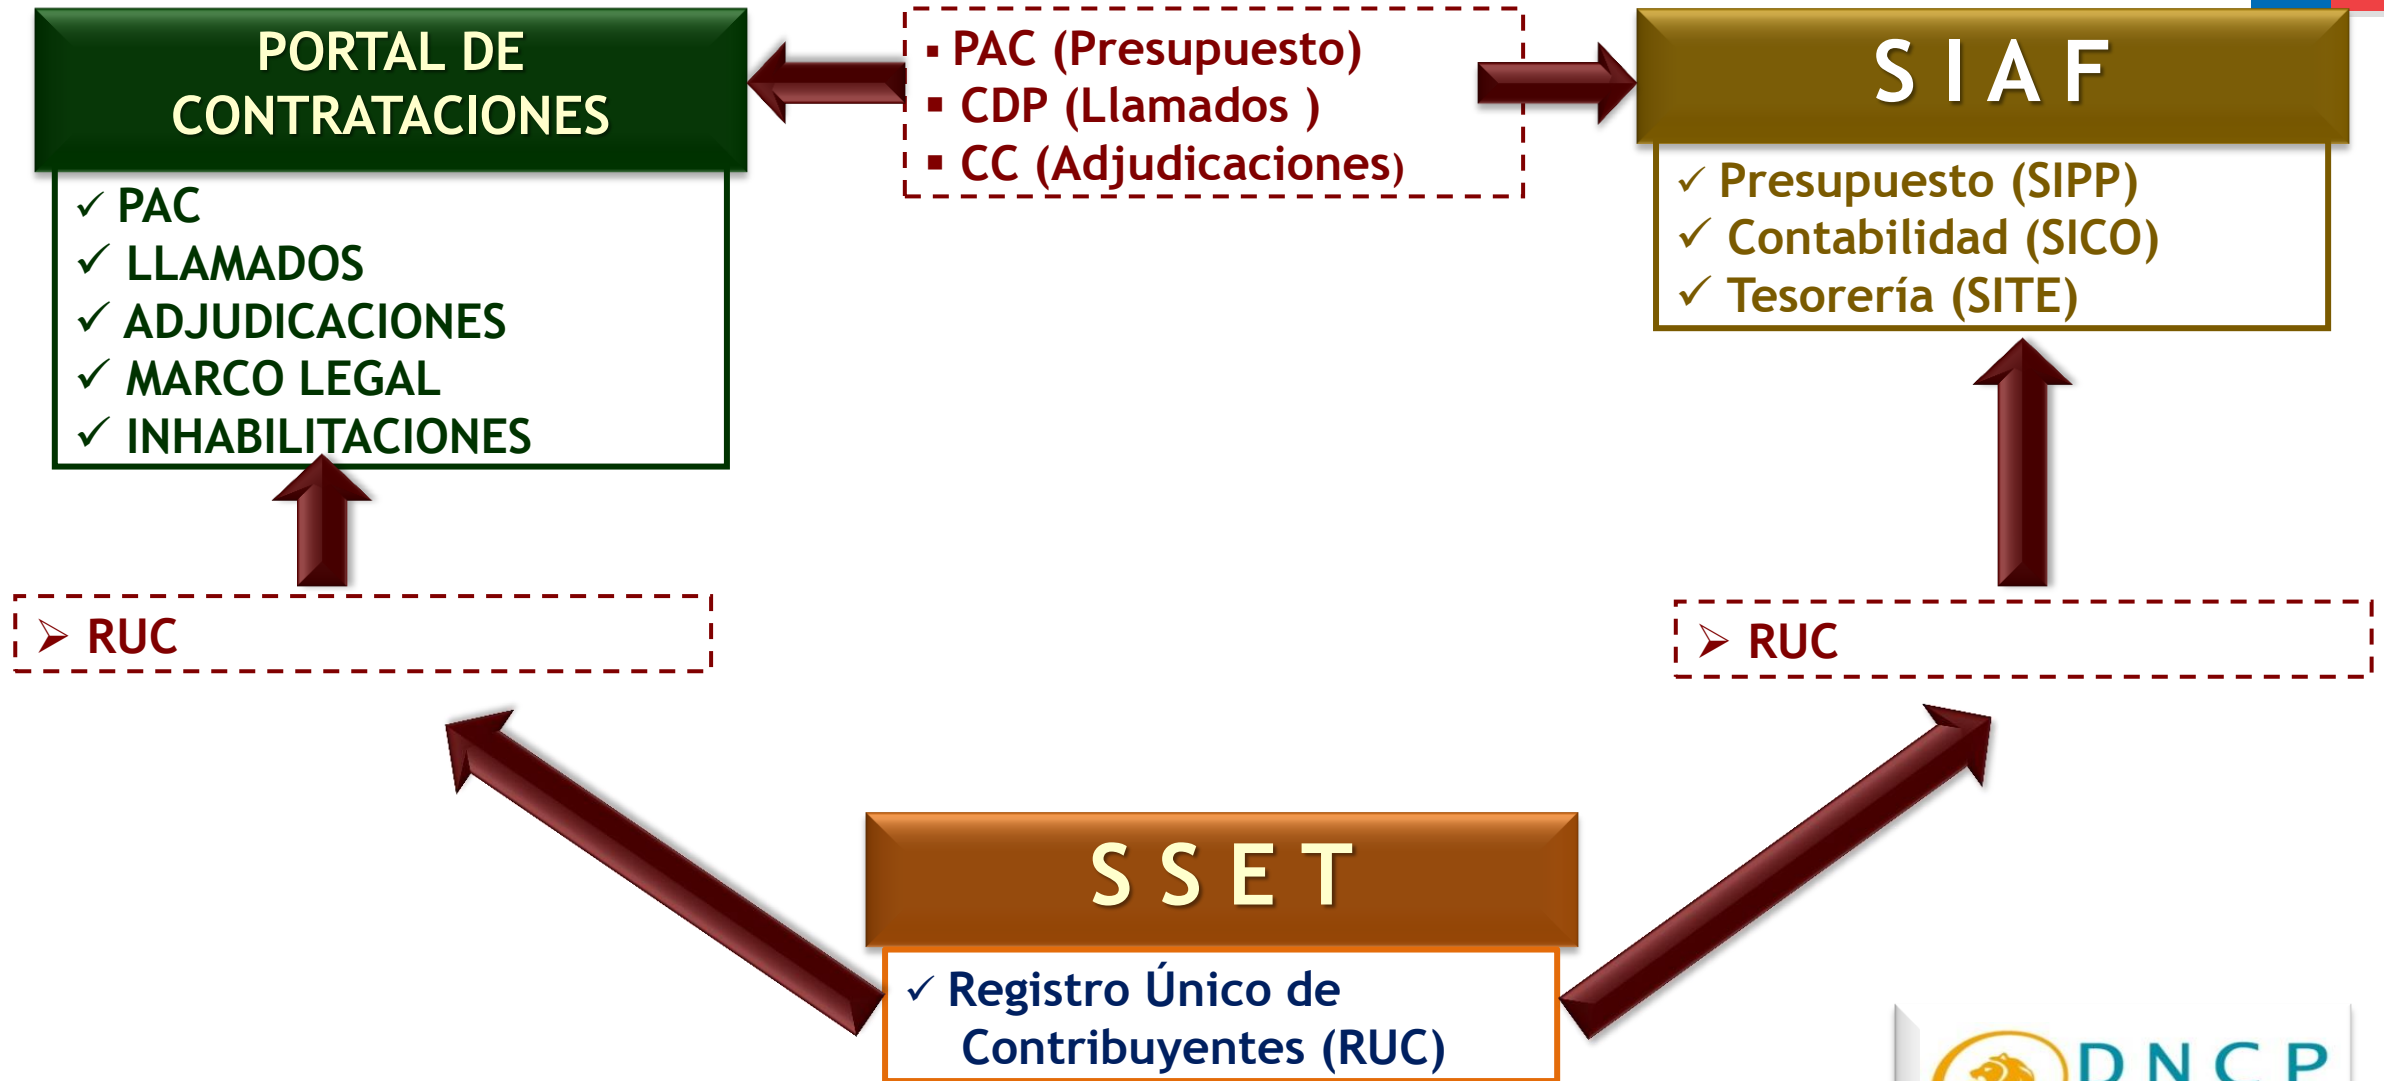 PORTAL DE
CONTRATACIONES
✓ PAC
✓ LLAMADOS
✓ ADJUDICACIONES
✓ MARCO LEGAL
✓ INHABILITACIONES
▪ PAC (Presupuesto)
▪ CDP (Llamados )
▪ CC (Adjudicaciones)
S I A F
✓ Presupuesto (SIPP)
✓ Contabilidad (SICO)
✓ Tesorería (SITE)
➢ RUC
➢ RUC
S S E T
✓ Registro Único de
Contribuyentes (RUC)
D N C P